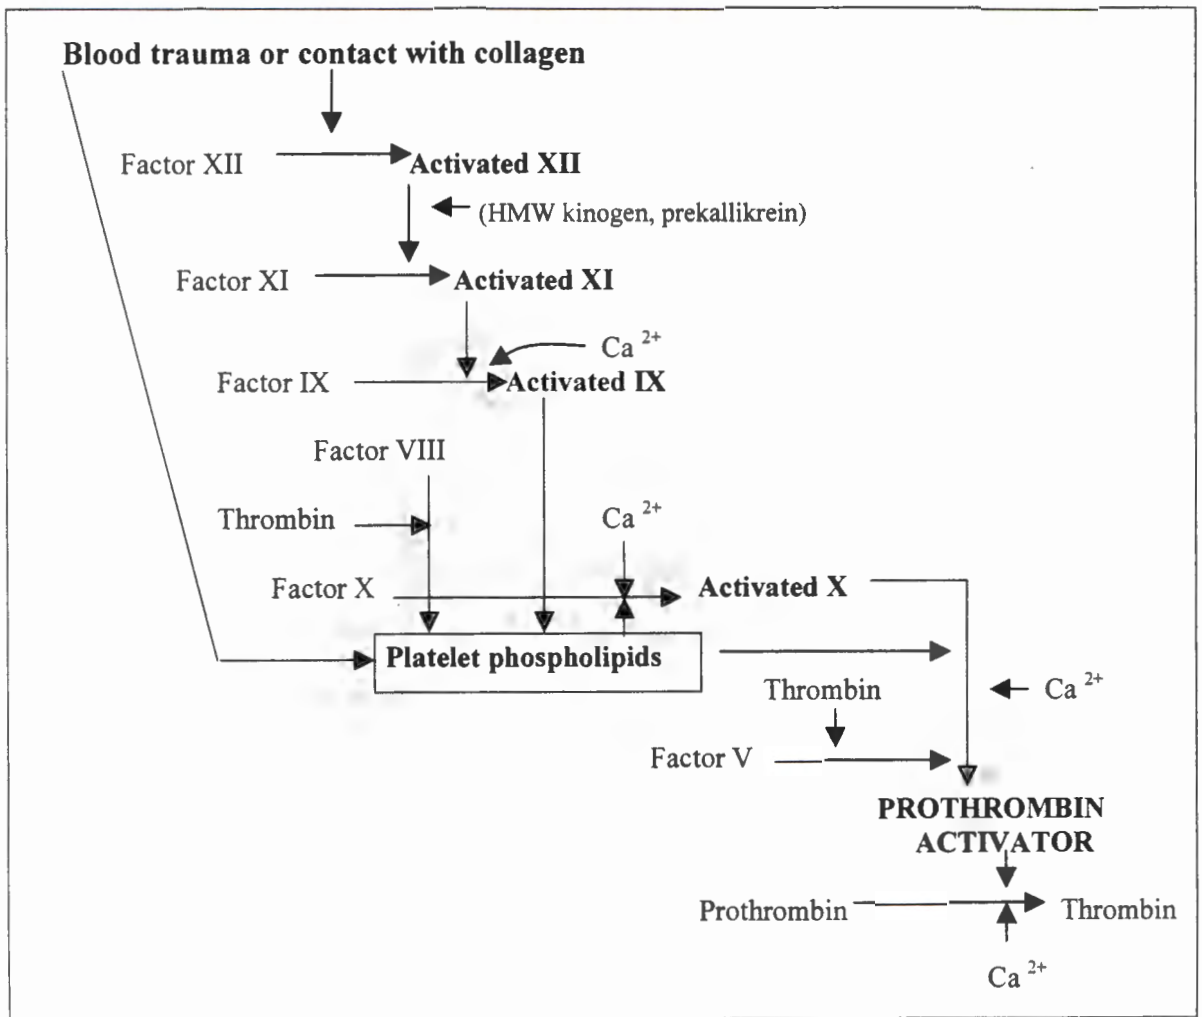 Blood trauma or contact with collagen
Factor XII
Activated XII
(HMW kinogen, prekallikrein)
Factor XI
Activated XI
Ca 2+
Factor IX
Activated IX
Factor VIII
Thrombin
Ca 2+
Factor X
Activated X
Platelet phospholipids
Thrombin
Ca 2+
Factor V
PROTHROMBIN
ACTIVATOR
Prothrombin
Thrombin
Ca 2+